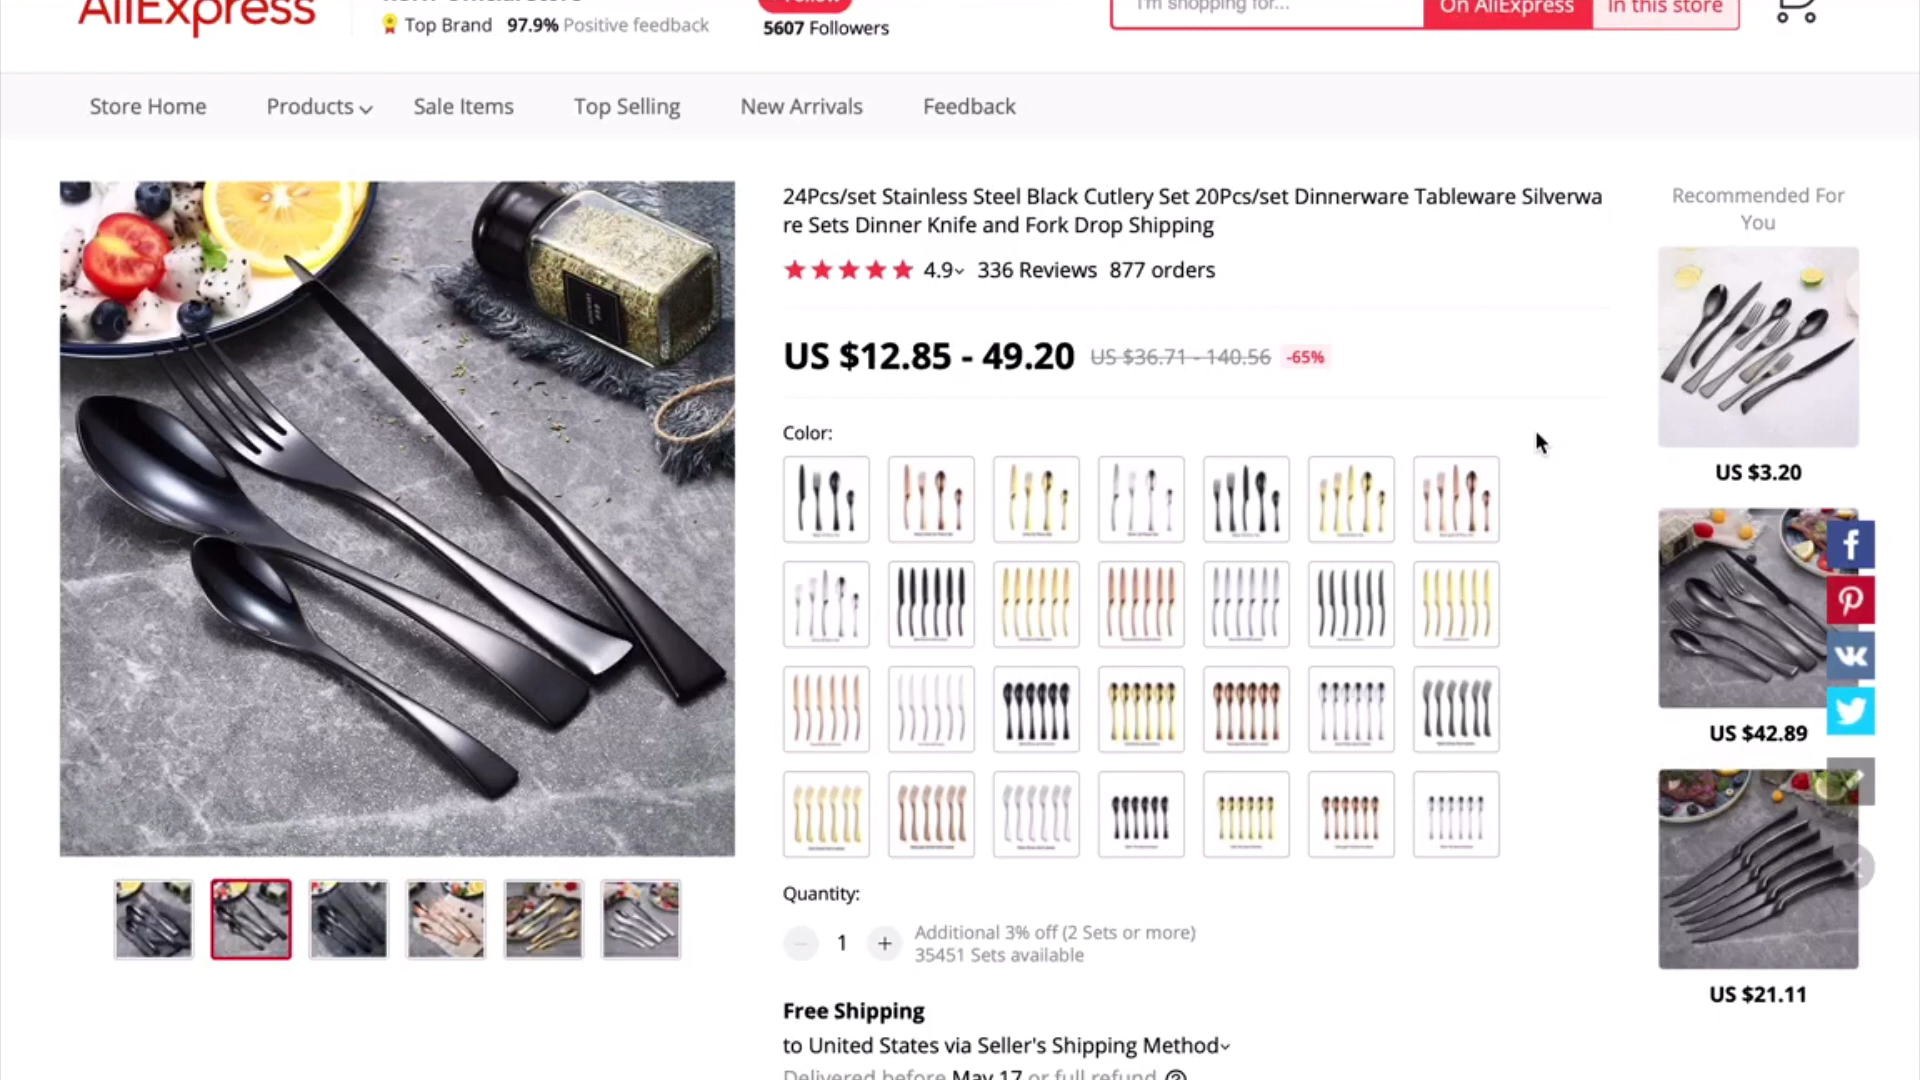 AliExpress
Top Brand 97.9% Positive feedback
Follow
5607 Followers
I'm shopping for...
On AliExpress
In this store
Store Home Products Sale Items Top Selling New Arrivals Feedback
24Pcs/set Stainless Steel Black Cutlery Set 20Pcs/set Dinnerware Tableware Silverwa
re Sets Dinner Knife and Fork Drop Shipping
4.9 336 Reviews 877 orders
US $12.85 - 49.20 US $36.71 - 140.56 -65%
Color:
Quantity:
1
Additional 3% off (2 Sets or more)
35451 Sets available
Free Shipping
to United States via Seller's Shipping Method
Delivered before May 17 or full refund
Recommended For
You
US $3.20
US $42.89
US $21.11